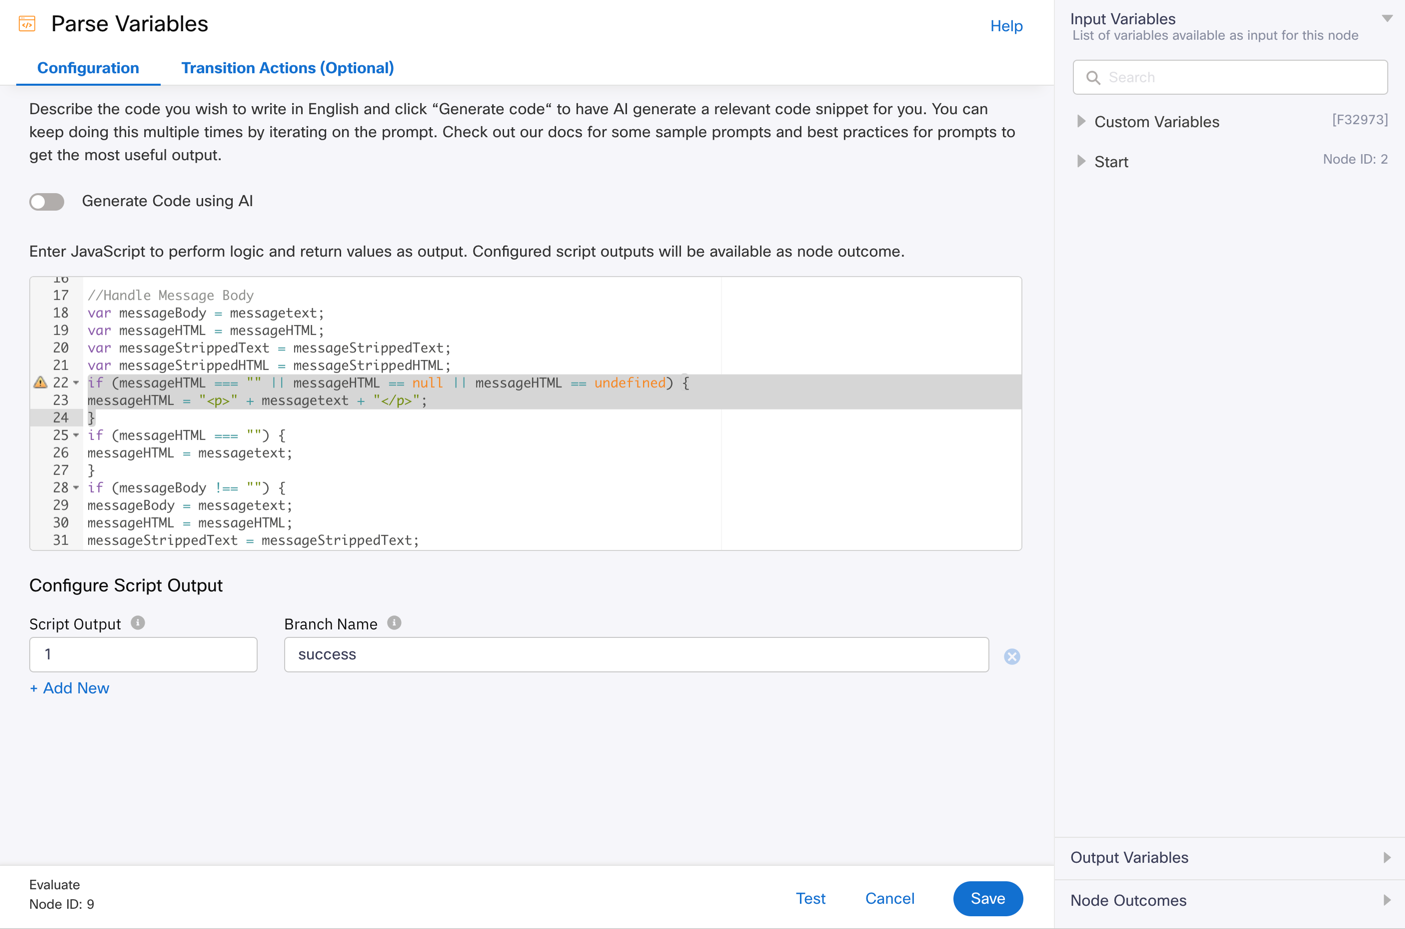 Parse Variables
Help
Configuration
Transition Actions (Optional)
Describe the code you wish to write in English and click “Generate code“ to have AI generate a relevant code snippet for you. You can
keep doing this multiple times by iterating on the prompt. Check out our docs for some sample prompts and best practices for prompts to
get the most useful output.
Generate Code using AI
Enter JavaScript to perform logic and return values as output. Configured script outputs will be available as node outcome.
16
17 //Handle Message Body
18 var messageBody = messagetext;
19 var messageHTML = messageHTML;
20 var messageStrippedText = messageStrippedText;
21 var messageStrippedHTML = messageStrippedHTML;
22 if (messageHTML === "" || messageHTML == null || messageHTML == undefined) {
23 messageHTML = "<p>" + messagetext + "</p>";
24 }
25 if (messageHTML === "") {
26 messageHTML = messagetext;
27 }
28 if (messageBody !== "") {
29 messageBody = messagetext;
30 messageHTML = messageHTML;
31 messageStrippedText = messageStrippedText;
Configure Script Output
Script Output
Branch Name
1
success
+ Add New
Evaluate
Node ID: 9
Test
Cancel
Save
Input Variables
List of variables available as input for this node
Search
Custom Variables
[F32973]
Start
Node ID: 2
Output Variables
Node Outcomes